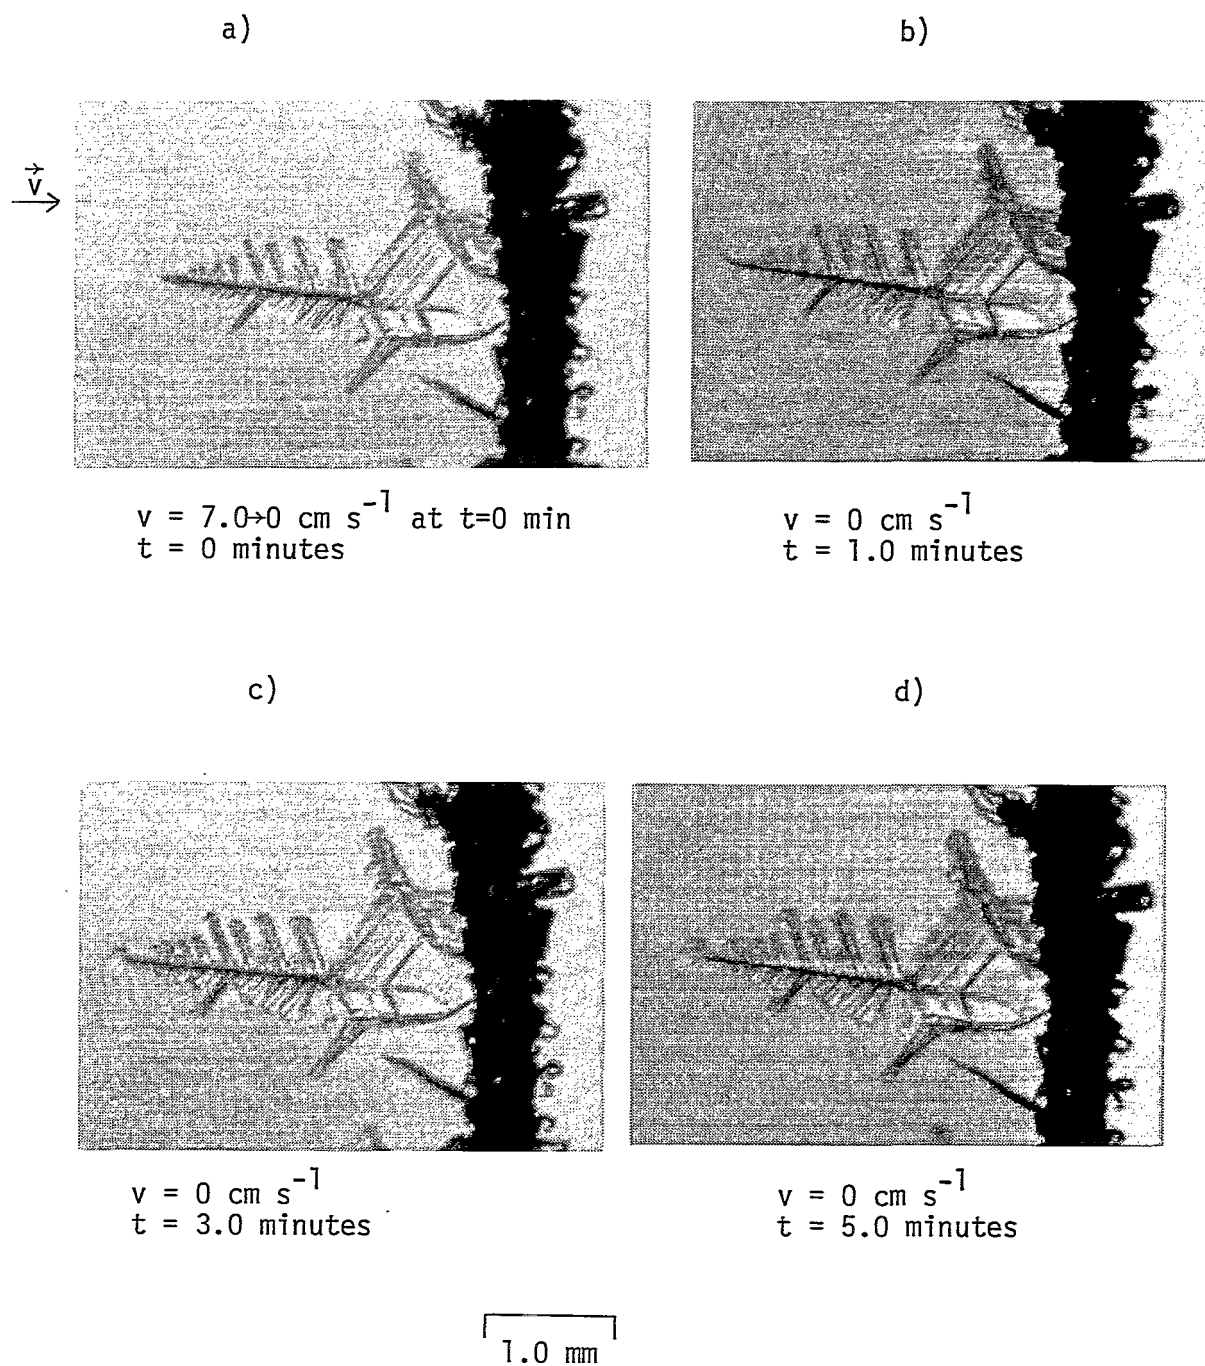 a)
b)
v⃗
v = 7.0→0 cm s⁻¹ at t=0 min
t = 0 minutes
v = 0 cm s⁻¹
t = 1.0 minutes
c)
d)
v = 0 cm s⁻¹
t = 3.0 minutes
v = 0 cm s⁻¹
t = 5.0 minutes
1.0 mm